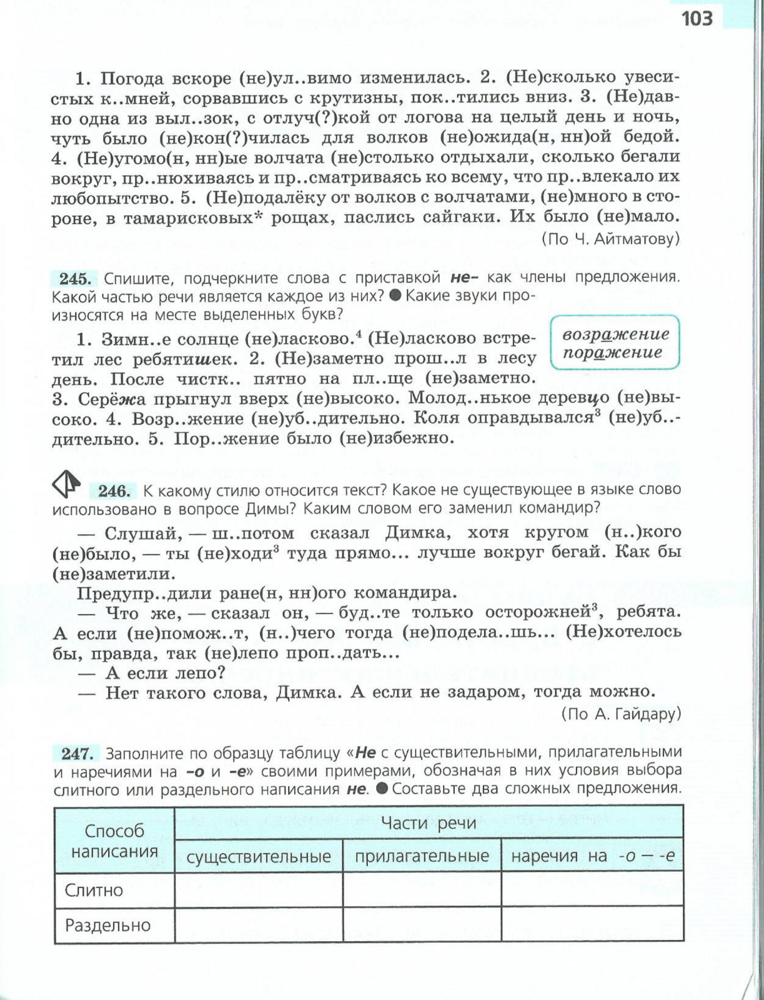 103
1. Погода вскоре (не)ул..вимо изменилась. 2. (Не)сколько увеси-
стых к..мней, сорвавшись с крутизны, пок..тились вниз. 3. (Не)дав-
но одна из выл..зок, с отлуч(?)кой от логова на целый день и ночь,
чуть было (не)кон(?)чилась для волков (не)ожида(н, нн)ой бедой.
4. (Не)угомо(н, нн)ые волчата (не)столько отдыхали, сколько бегали
вокруг, пр..нюхиваясь и пр..сматриваясь ко всему, что пр..влекало их
любопытство. 5. (Не)подалёку от волков с волчатами, (не)много в сто-
роне, в тамарисковых* рощах, паслись сайгаки. Их было (не)мало.
(По Ч. Айтматову)
245. Спишите, подчеркните слова с приставкой не- как члены предложения.
Какой частью речи является каждое из них? ● Какие звуки про-
износятся на месте выделенных букв?
1. Зимн..е солнце (не)ласково.⁴ (Не)ласково встре-
тил лес ребятишек. 2. (Не)заметно прош..л в лесу
день. После чистк.. пятно на пл..ще (не)заметно.
3. Серёжа прыгнул вверх (не)высоко. Молод..нькое деревцо (не)вы-
соко. 4. Возр..жение (не)уб..дительно. Коля оправдывался³ (не)уб..-
дительно. 5. Пор..жение было (не)избежно.
возражение
поражение
246. К какому стилю относится текст? Какое не существующее в языке слово
использовано в вопросе Димы? Каким словом его заменил командир?
— Слушай, — ш..потом сказал Димка, хотя кругом (н..)кого
(не)было, — ты (не)ходи³ туда прямо... лучше вокруг бегай. Как бы
(не)заметили.
Предупр..дили ране(н, нн)ого командира.
— Что же, — сказал он, — буд..те только осторожней³, ребята.
А если (не)помож..т, (н..)чего тогда (не)подела..шь... (Не)хотелось
бы, правда, так (не)лепо проп..дать...
— А если лепо?
— Нет такого слова, Димка. А если не задаром, тогда можно.
(По А. Гайдару)
247. Заполните по образцу таблицу «Не с существительными, прилагательными
и наречиями на -о и -е» своими примерами, обозначая в них условия выбора
слитного или раздельного написания не. ● Составьте два сложных предложения.
Способ
написания
Части речи
существительные прилагательные наречия на -о — -е
Слитно
Раздельно